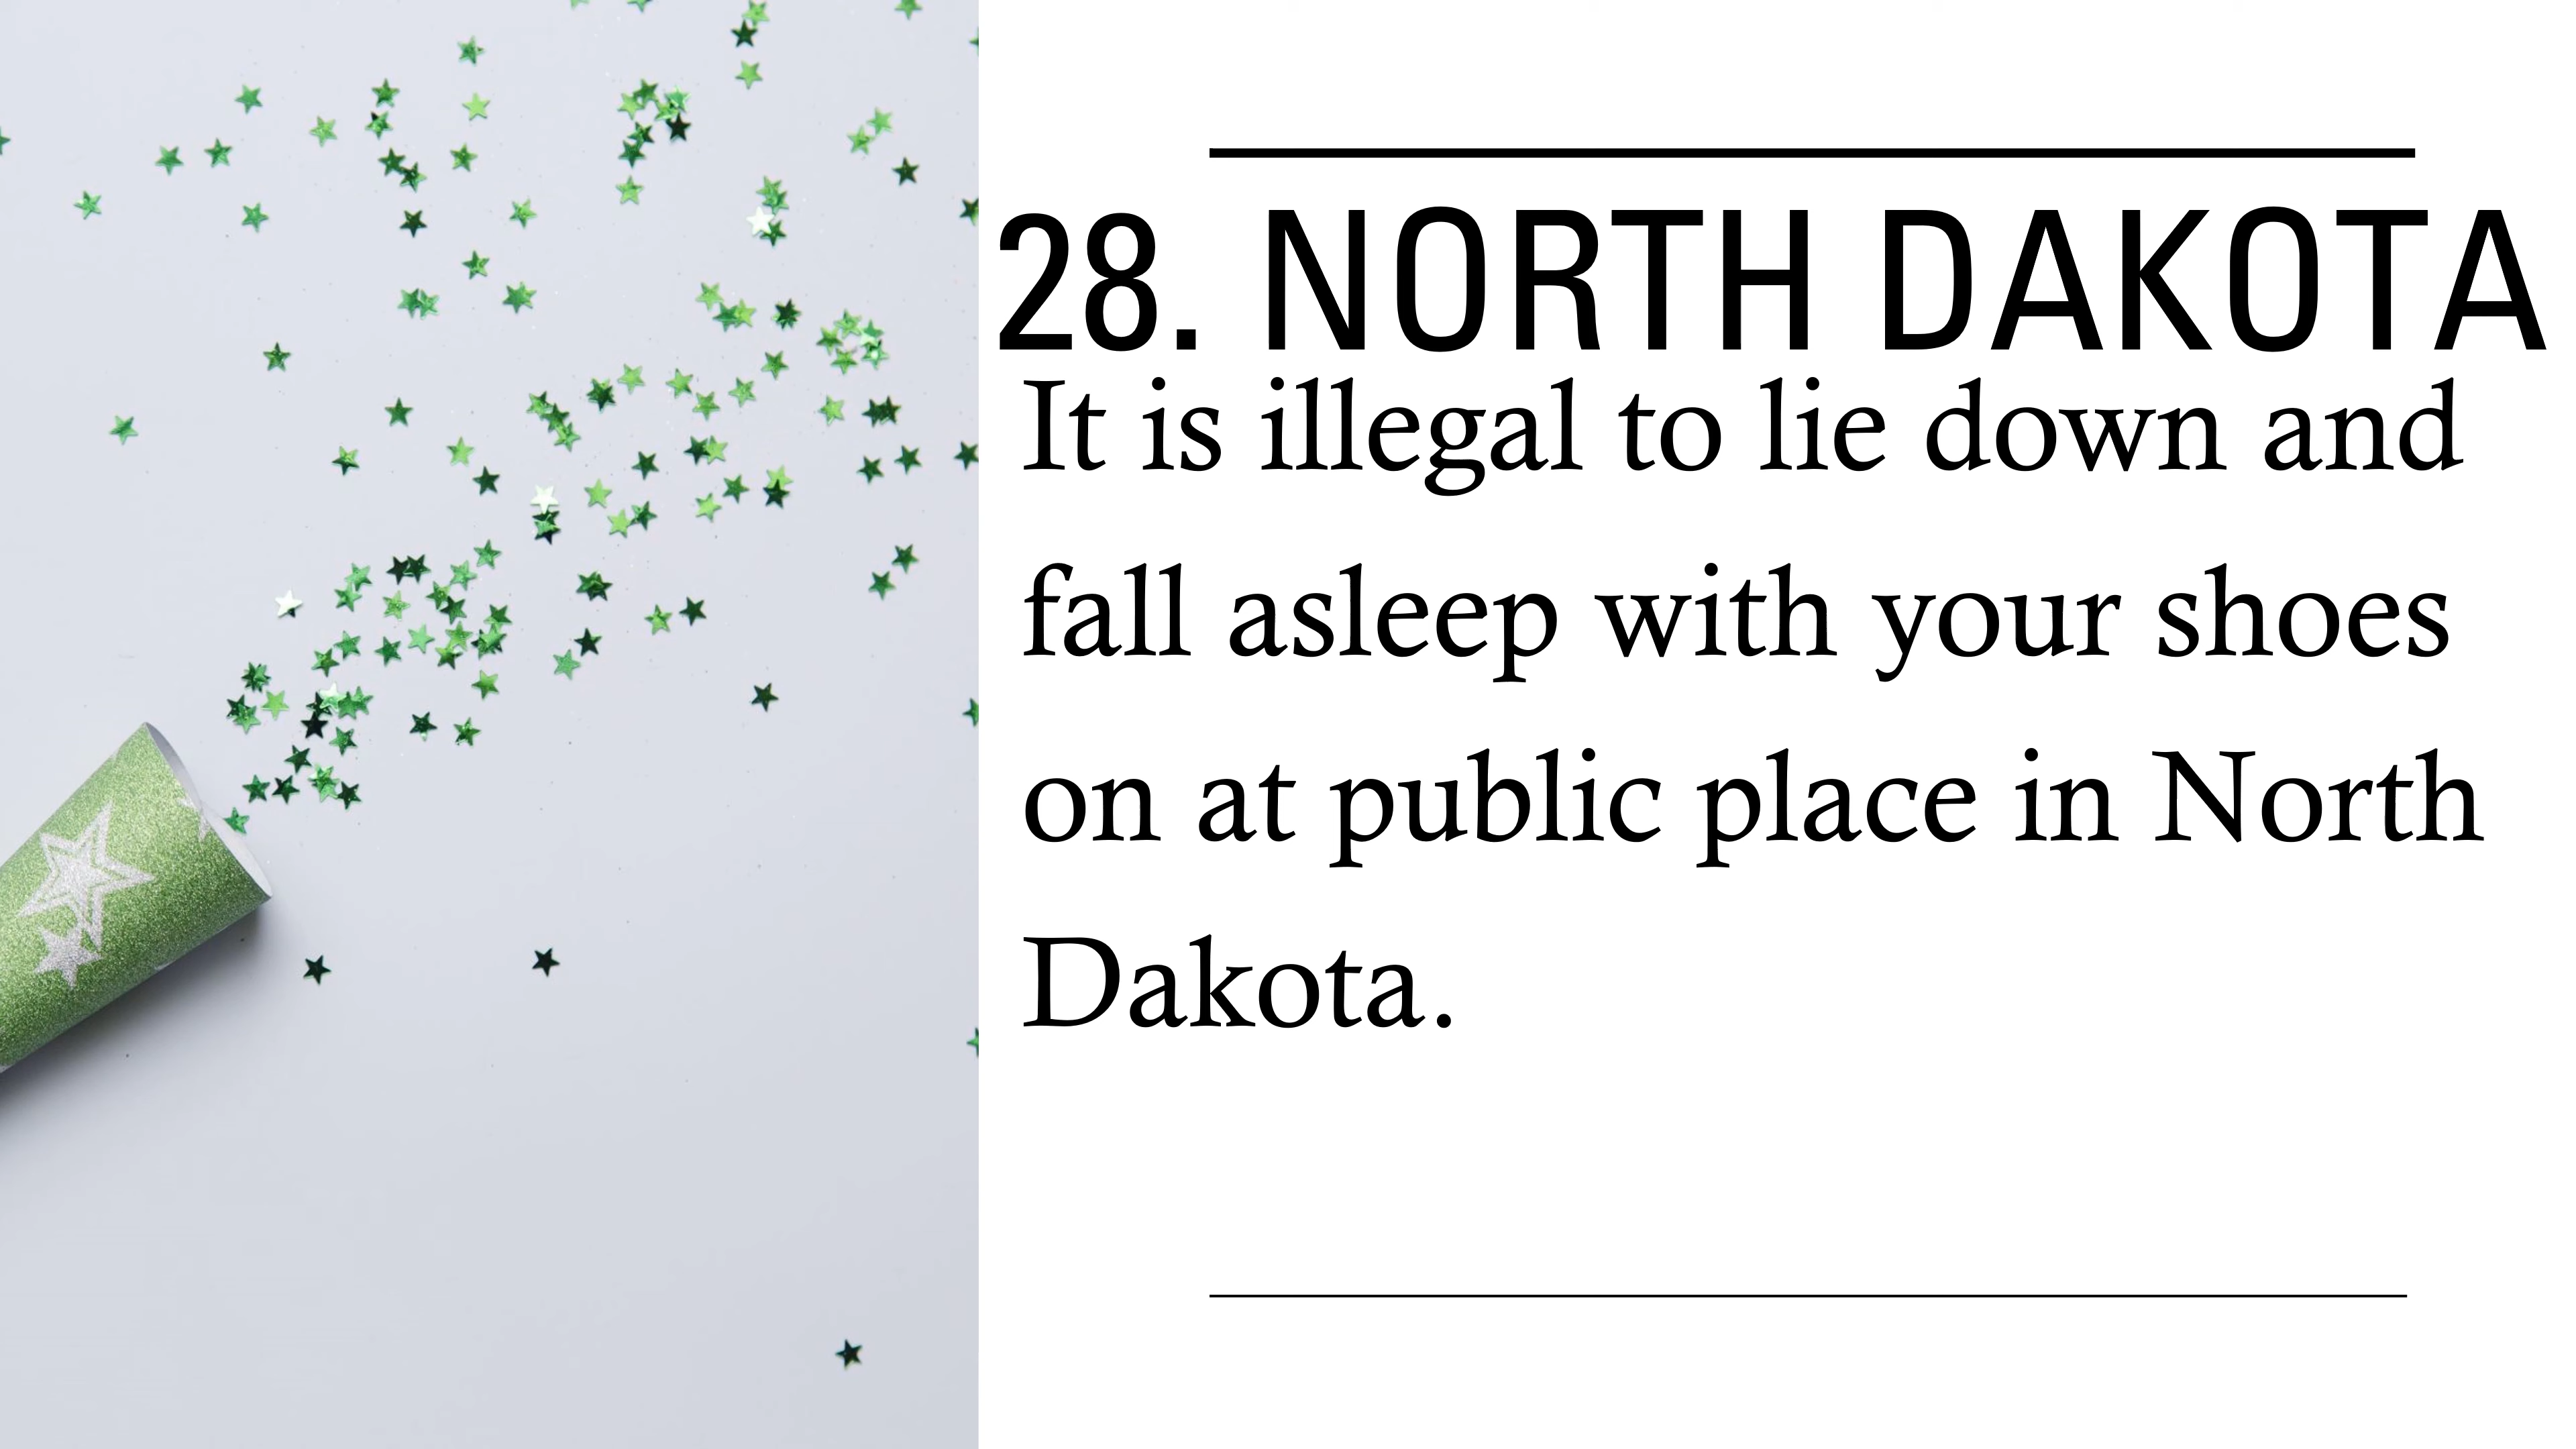 28. NORTH DAKOTA
It is illegal to lie down and
fall asleep with your shoes
on at public place in North
Dakota.